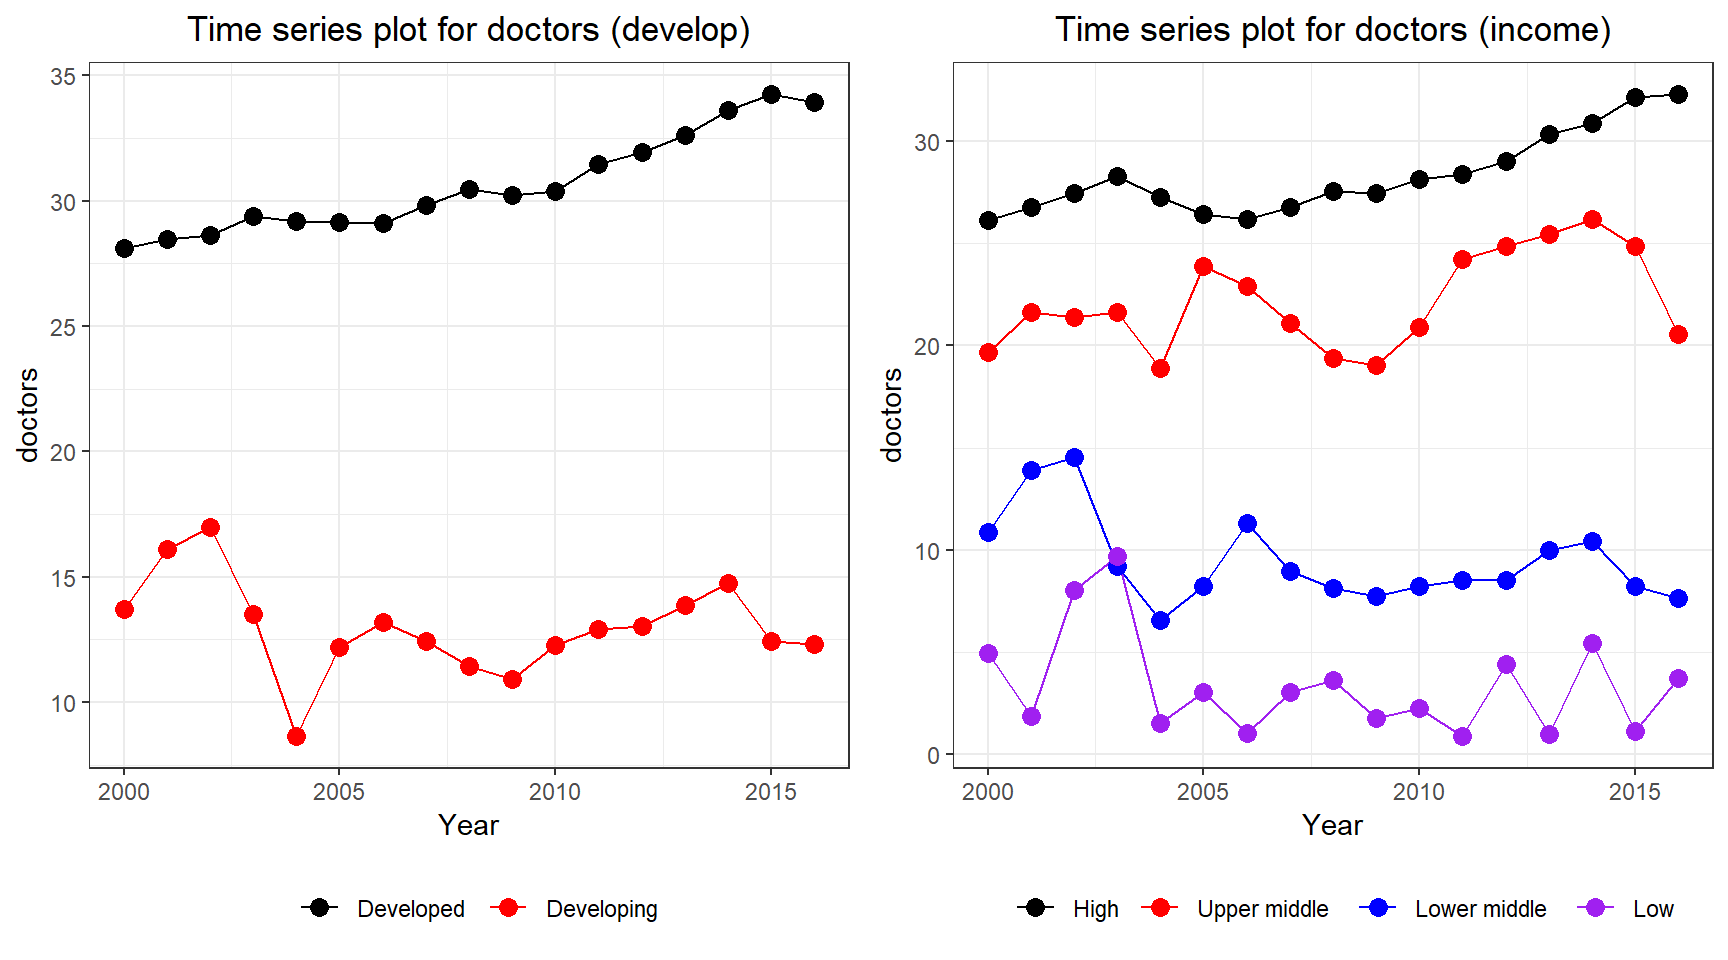 Time series plot for doctors (develop)
35
30
25
20
15
10
doctors
2000 2005 2010 2015
Year
Developed Developing
Time series plot for doctors (income)
30
20
10
0
doctors
2000 2005 2010 2015
Year
High Upper middle Lower middle Low